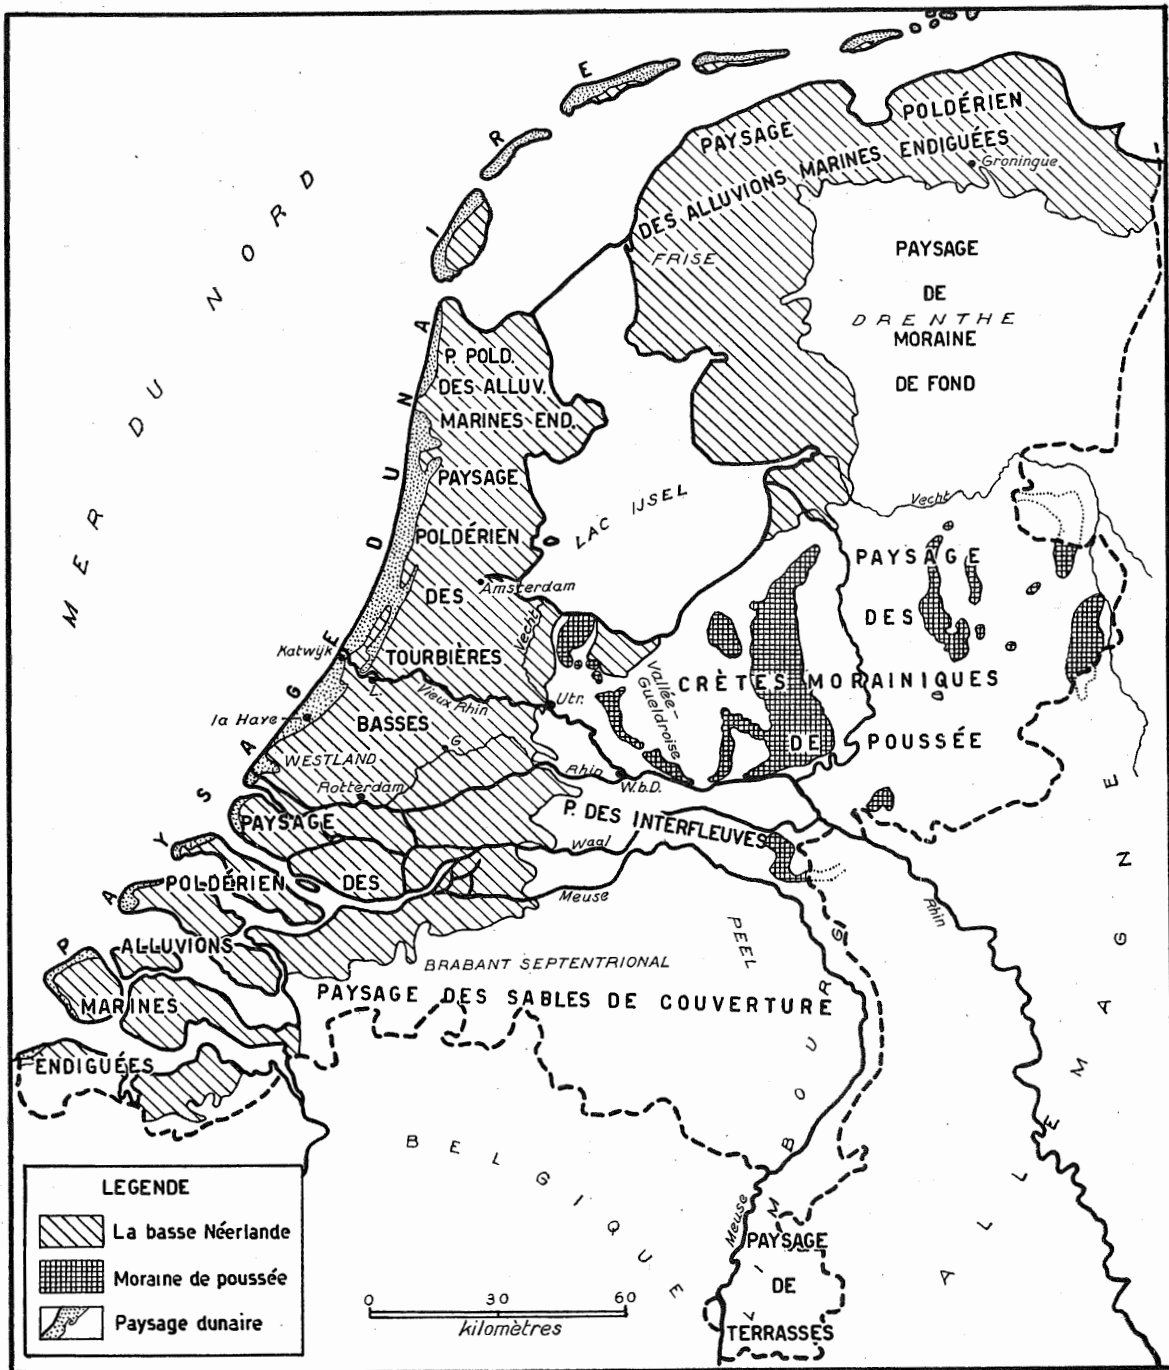 MER DU NORD
PAYSAGE DUNAIRE
PAYSAGE POLDÉRIEN
DES ALLUVIONS MARINES ENDIGUÉES
Groningue
FRISE
PAYSAGE
DE
DRENTHE
MORAINE
DE FOND
P. POLD.
DES ALLUV.
MARINES END.
PAYSAGE
POLDÉRIEN
DES
TOURBIÈRES
BASSES
LAC IJSEL
Vecht
Amsterdam
Vecht
PAYSAGE
DES
CRÈTES MORAINIQUES
DE POUSSÉE
Katwijk
L.
Vieux Rhin
Utr.
Vallée-
Gueldroise
la Haye
G
WESTLAND
Rotterdam
Rhin
W.b.D.
P. DES INTERFLEUVES
Waal
Meuse
Rhin
PAYSAGE
POLDÉRIEN DES
ALLUVIONS
MARINES
ENDIGUÉES
PEEL
BRABANT SEPTENTRIONAL
PAYSAGE DES SABLES DE COUVERTURE
LIMBOURG
BELGIQUE
ALLEMAGNE
Meuse
PAYSAGE
DE
TERRASSES
LEGENDE
La basse Néerlande
Moraine de poussée
Paysage dunaire
0 30 60
kilomètres